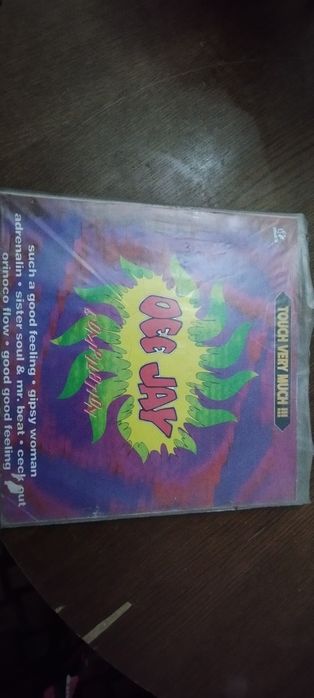 TOUCH VERY MUCH !!!
DEE JAY
such a good feeling • gipsy woman
adrenalin • sister soul & mr. beat • ceck out
orinoco flow • good good feeling